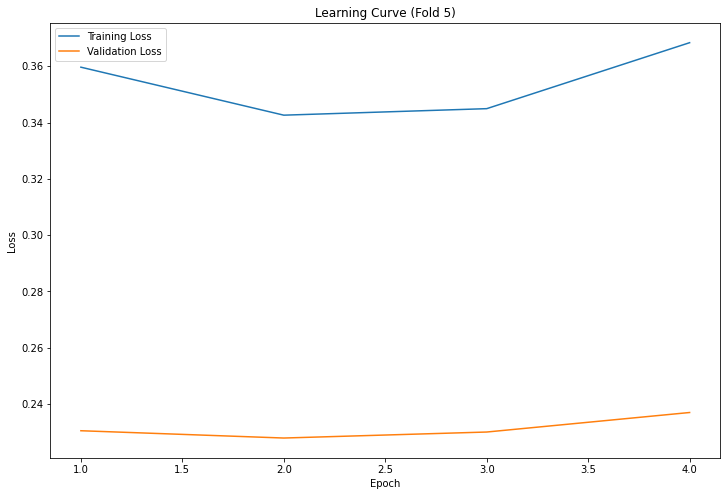 Learning Curve (Fold 5)
Training Loss
Validation Loss
0.36
0.34
0.32
0.30
0.28
0.26
0.24
Loss
1.0 1.5 2.0 2.5 3.0 3.5 4.0
Epoch